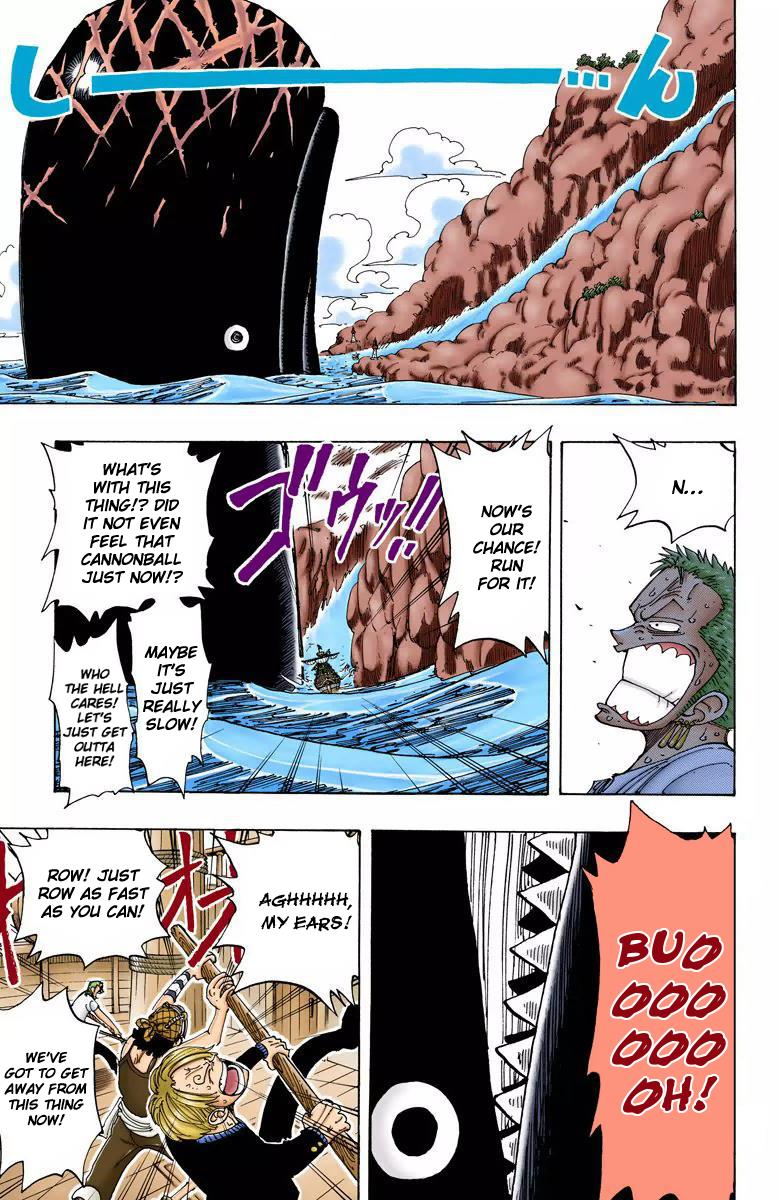 しー…ん
N...
NOW'S
OUR
CHANCE!
RUN
FOR IT!
ゴウッ!!
WHAT'S
WITH THIS
THING!? DID
IT NOT EVEN
FEEL THAT
CANNONBALL
JUST NOW!?
MAYBE
IT'S
JUST
REALLY
SLOW!
WHO
THE HELL
CARES!
LET'S
JUST GET
OUTTA
HERE!
BUO
OOO
OOO
OH!
AGHHHHH,
MY EARS!
オ
ROW! JUST
ROW AS FAST
AS YOU CAN!
WE'VE
GOT TO GET
AWAY FROM
THIS THING
NOW!